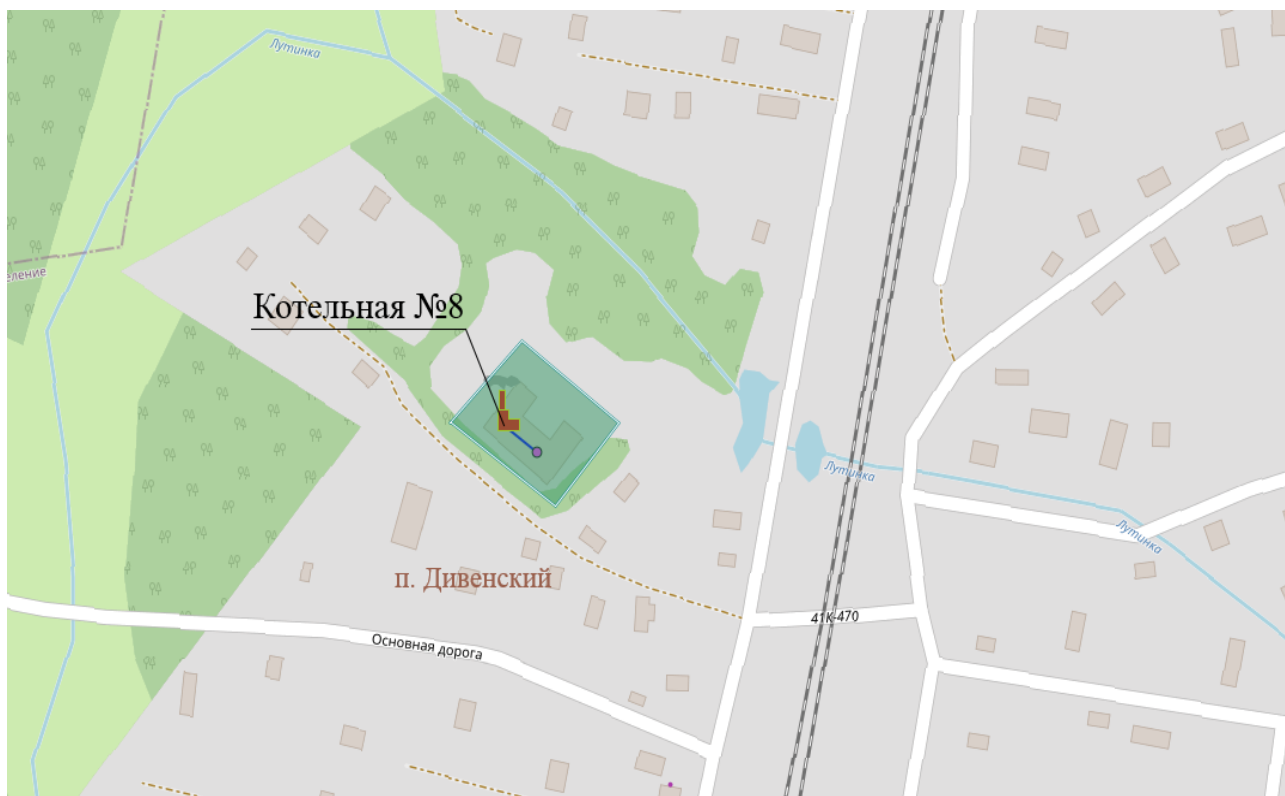 Лутинка
еление
Котельная №8
Лутинка
Лутинка
п. Дивенский
41К-470
Основная дорога